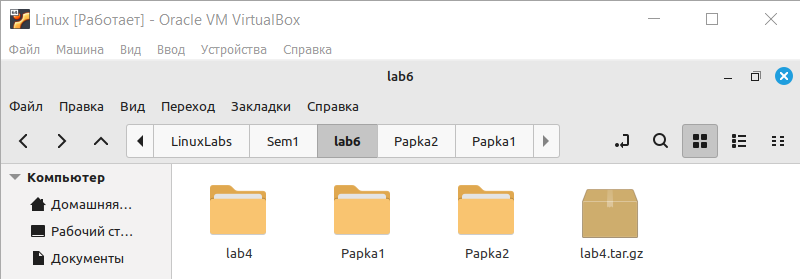 Linux [Работает] - Oracle VM VirtualBox
Файл Машина Вид Ввод Устройства Справка
lab6
Файл Правка Вид Переход Закладки Справка
LinuxLabs Sem1 lab6 Papka2 Papka1
Компьютер
Домашняя...
Рабочий ст...
Документы
lab4 Papka1 Papka2 lab4.tar.gz